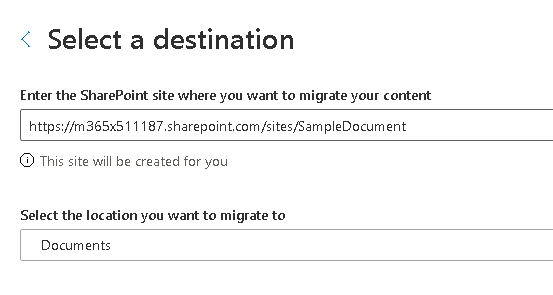 Select a destination
Enter the SharePoint site where you want to migrate your content
https://m365x511187.sharepoint.com/sites/SampleDocument
This site will be created for you
Select the location you want to migrate to
Documents